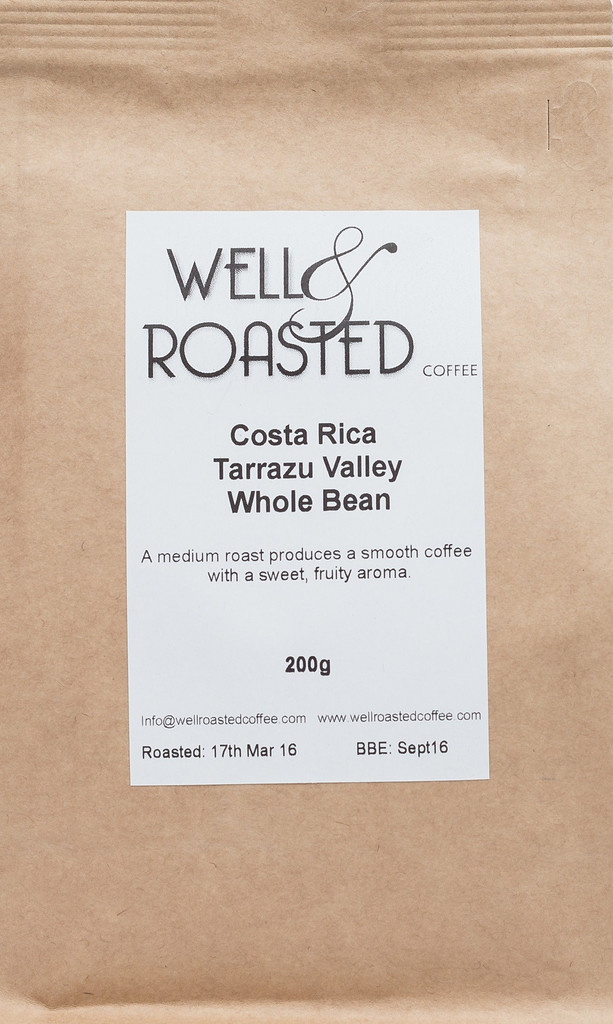 WELL &
ROASTED COFFEE
Costa Rica
Tarrazu Valley
Whole Bean
A medium roast produces a smooth coffee
with a sweet, fruity aroma.
200g
Info@wellroastedcoffee.com www.wellroastedcoffee.com
Roasted: 17th Mar 16 BBE: Sept16